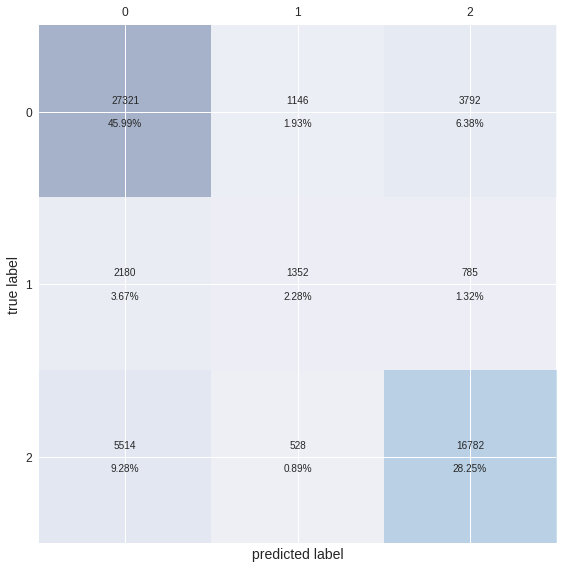 0 1 2
0
27321 1146 3792
45.99% 1.93% 6.38%
1
2180 1352 785
3.67% 2.28% 1.32%
2
5514 528 16782
9.28% 0.89% 28.25%
true label
predicted label